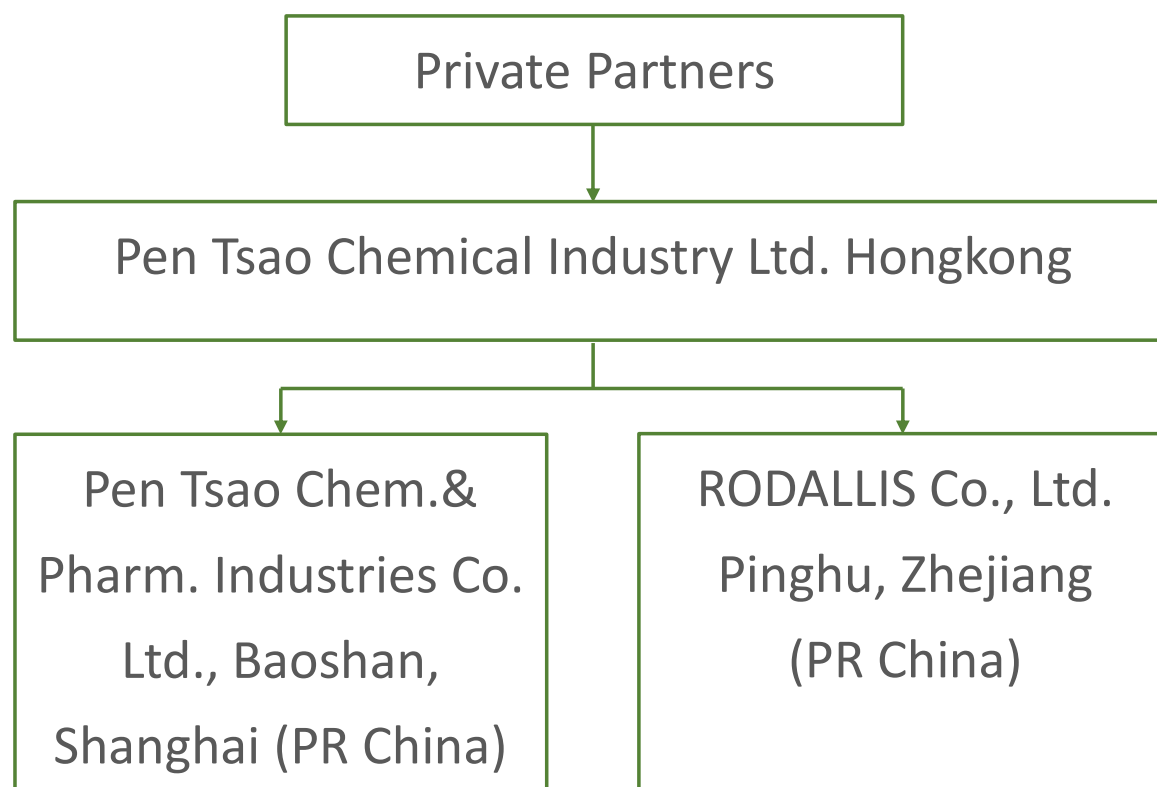 Private Partners
Pen Tsao Chemical Industry Ltd. Hongkong
Pen Tsao Chem.&
Pharm. Industries Co.
Ltd., Baoshan,
Shanghai (PR China)
RODALLIS Co., Ltd.
Pinghu, Zhejiang
(PR China)